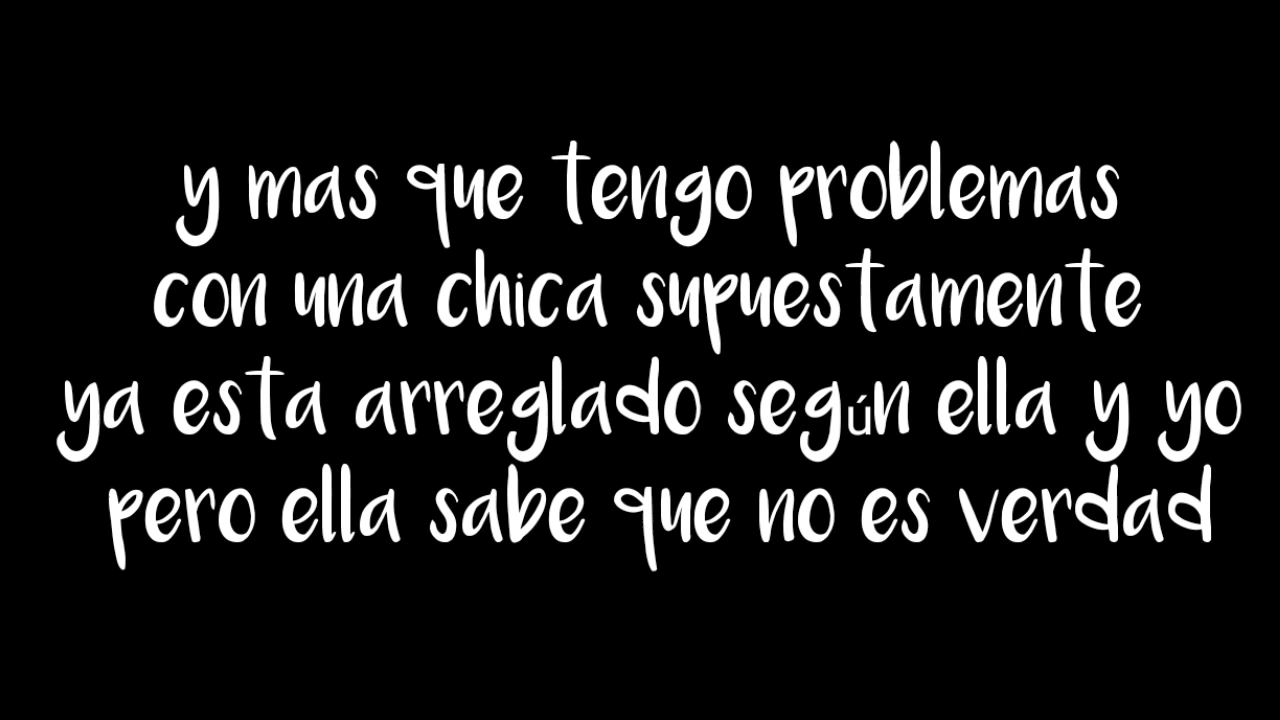 y mas que tengo problemas
con una chica supuestamente
ya esta arreglado según ella y yo
pero ella sabe que no es verdad